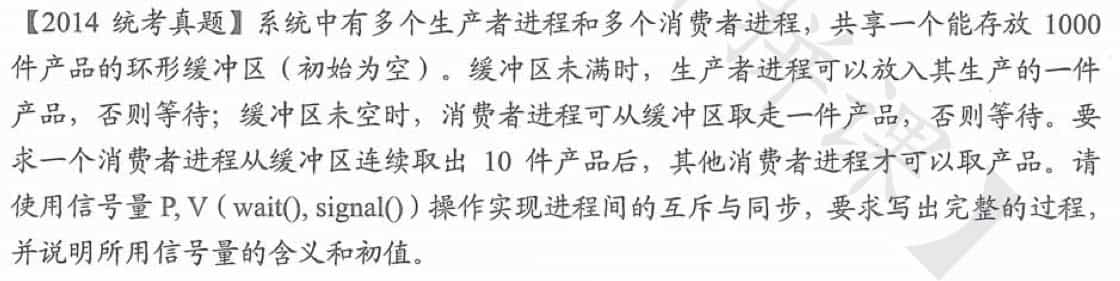 【2014 统考真题】系统中有多个生产者进程和多个消费者进程，共享一个能存放 1000
件产品的环形缓冲区（初始为空）。缓冲区未满时，生产者进程可以放入其生产的一件
产品，否则等待；缓冲区未空时，消费者进程可从缓冲区取走一件产品，否则等待。要
求一个消费者进程从缓冲区连续取出 10 件产品后，其他消费者进程才可以取产品。请
使用信号量 P, V（wait(), signal()）操作实现进程间的互斥与同步，要求写出完整的过程，
并说明所用信号量的含义和初值。